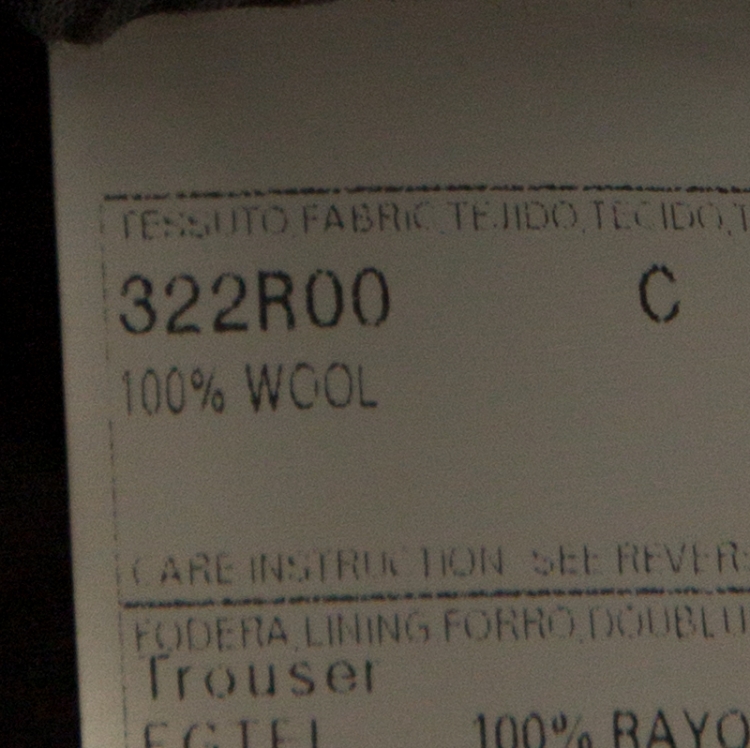 TESSUTO,FABRIC,TEJIDO,TECIDO,T
322R00 C
100% WOOL
CARE INSTRUCTION SEE REVER
FODERA,LINING,FORRO,DOUBLU
Trouser
100% RAYO